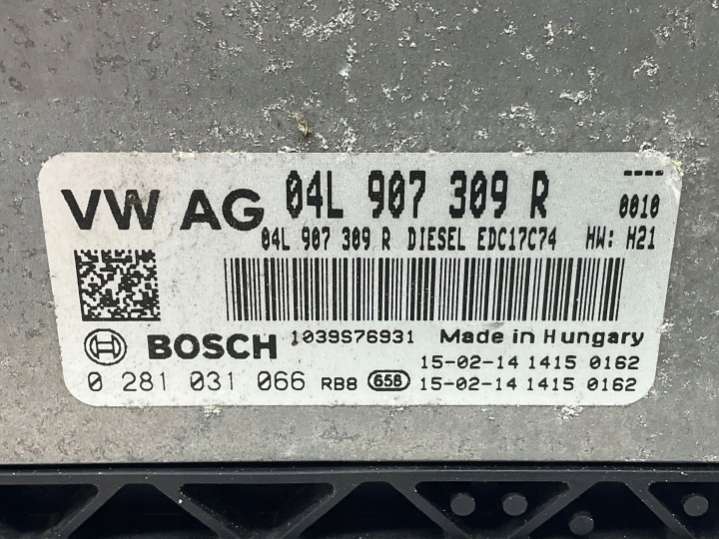 VW AG 04L 907 309 R ----
0010
04L 907 309 R DIESEL EDC17C74 HW: H21
BOSCH 1039S76931 Made in Hungary
15-02-14 1415 0162
0 281 031 066 RB8 656 15-02-14 1415 0162